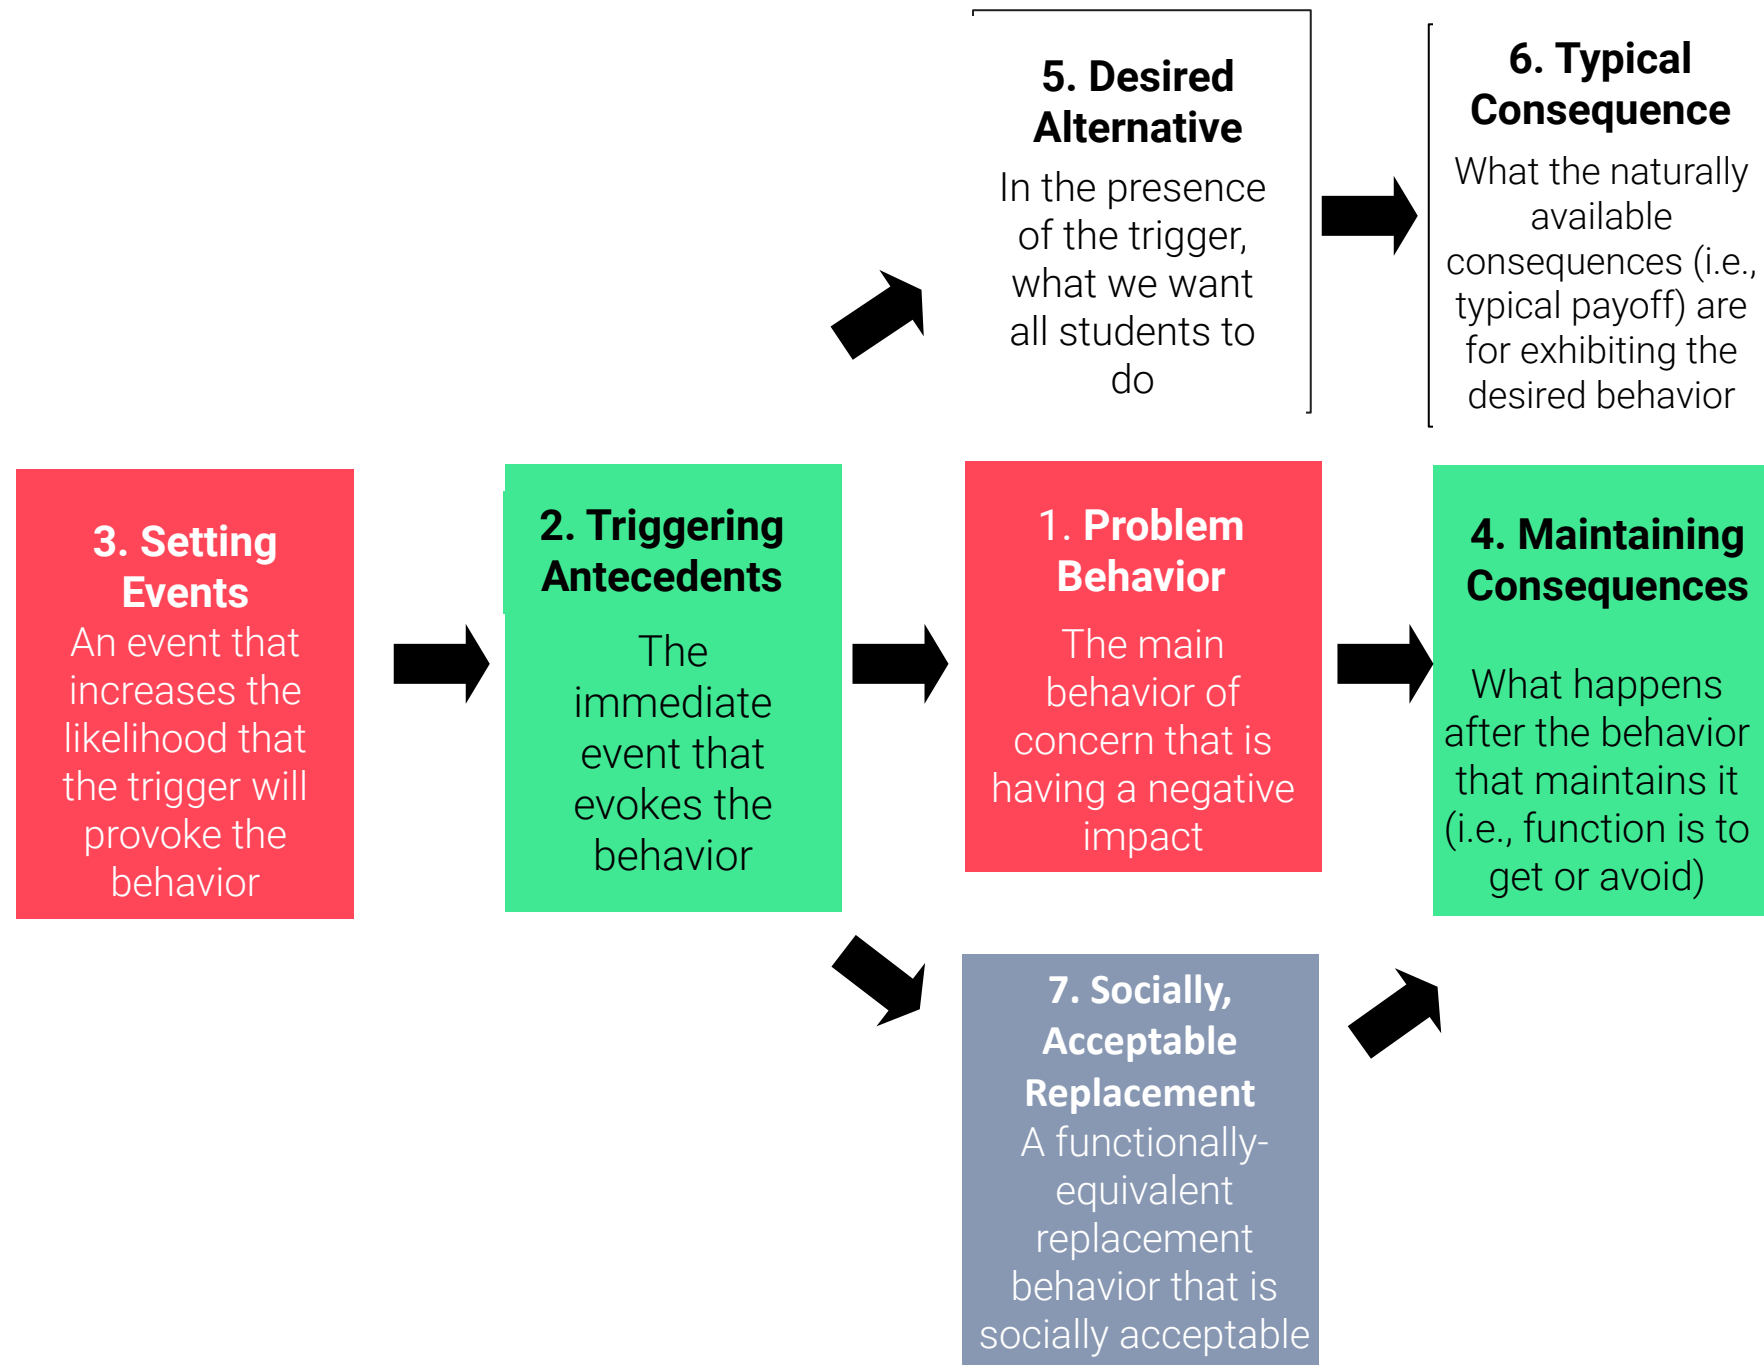 5. Desired
Alternative
In the presence
of the trigger,
what we want
all students to
do
6. Typical
Consequence
What the naturally
available
consequences (i.e.,
typical payoff) are
for exhibiting the
desired behavior
3. Setting
Events
An event that
increases the
likelihood that
the trigger will
provoke the
behavior
2. Triggering
Antecedents
The
immediate
event that
evokes the
behavior
1. Problem
Behavior
The main
behavior of
concern that is
having a negative
impact
4. Maintaining
Consequences
What happens
after the behavior
that maintains it
(i.e., function is to
get or avoid)
7. Socially,
Acceptable
Replacement
A functionally-
equivalent
replacement
behavior that is
socially acceptable